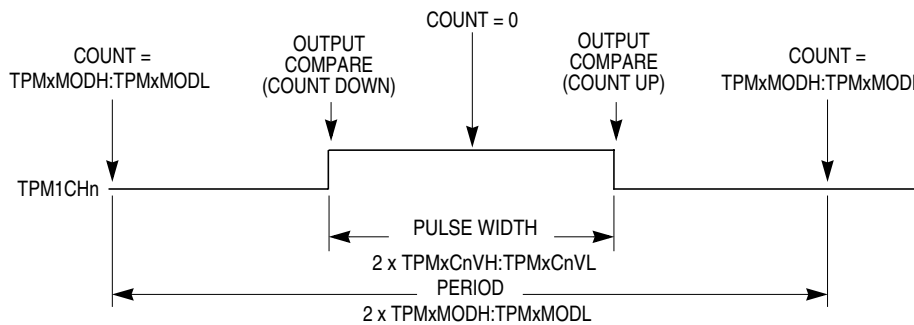 COUNT = 0
COUNT =
TPMxMODH:TPMxMODL
OUTPUT
COMPARE
(COUNT DOWN)
OUTPUT
COMPARE
(COUNT UP)
COUNT =
TPMxMODH:TPMxMODL
TPM1CHn
PULSE WIDTH
2 x TPMxCnVH:TPMxCnVL
PERIOD
2 x TPMxMODH:TPMxMODL